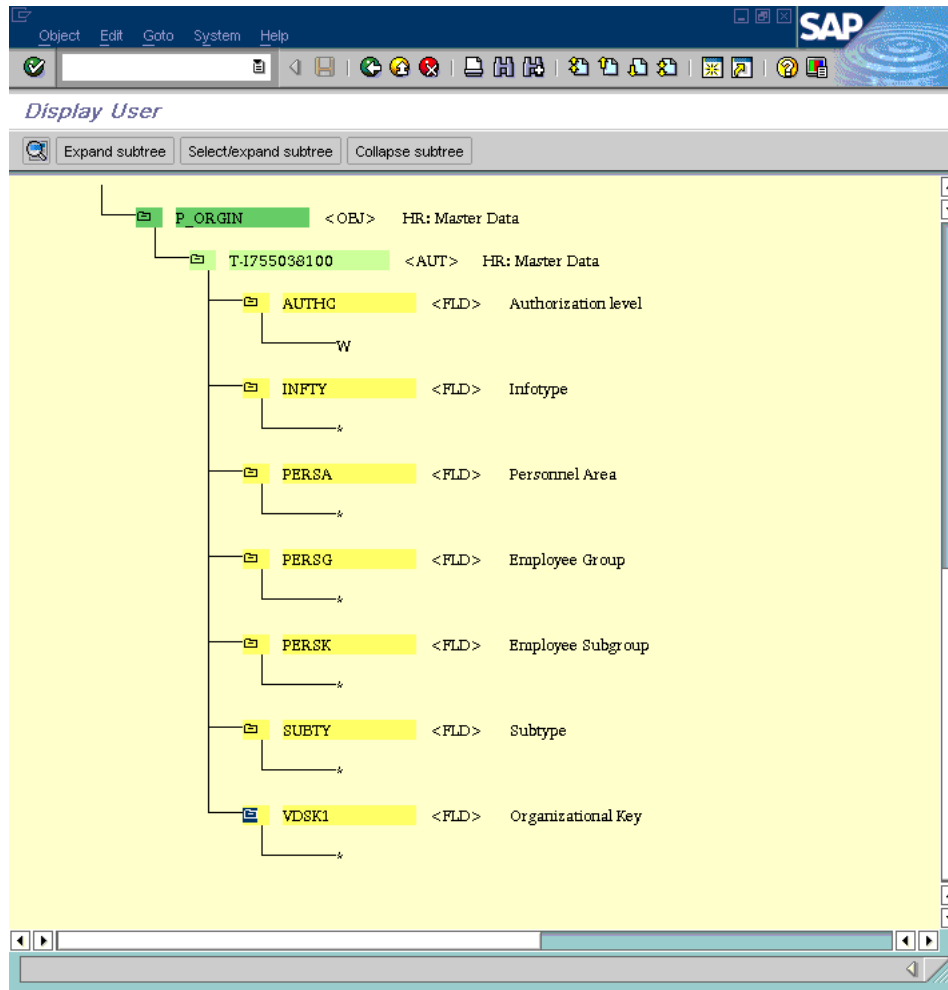 SAP
Object Edit Goto System Help
Display User
Expand subtree Select/expand subtree Collapse subtree
P_ORGIN <OBJ> HR: Master Data
T-I755038100 <AUT> HR: Master Data
AUTHC <FLD> Authorization level
W
INFTY <FLD> Infotype
*
PERSA <FLD> Personnel Area
*
PERSG <FLD> Employee Group
*
PERSK <FLD> Employee Subgroup
*
SUBTY <FLD> Subtype
*
VDSK1 <FLD> Organizational Key
*